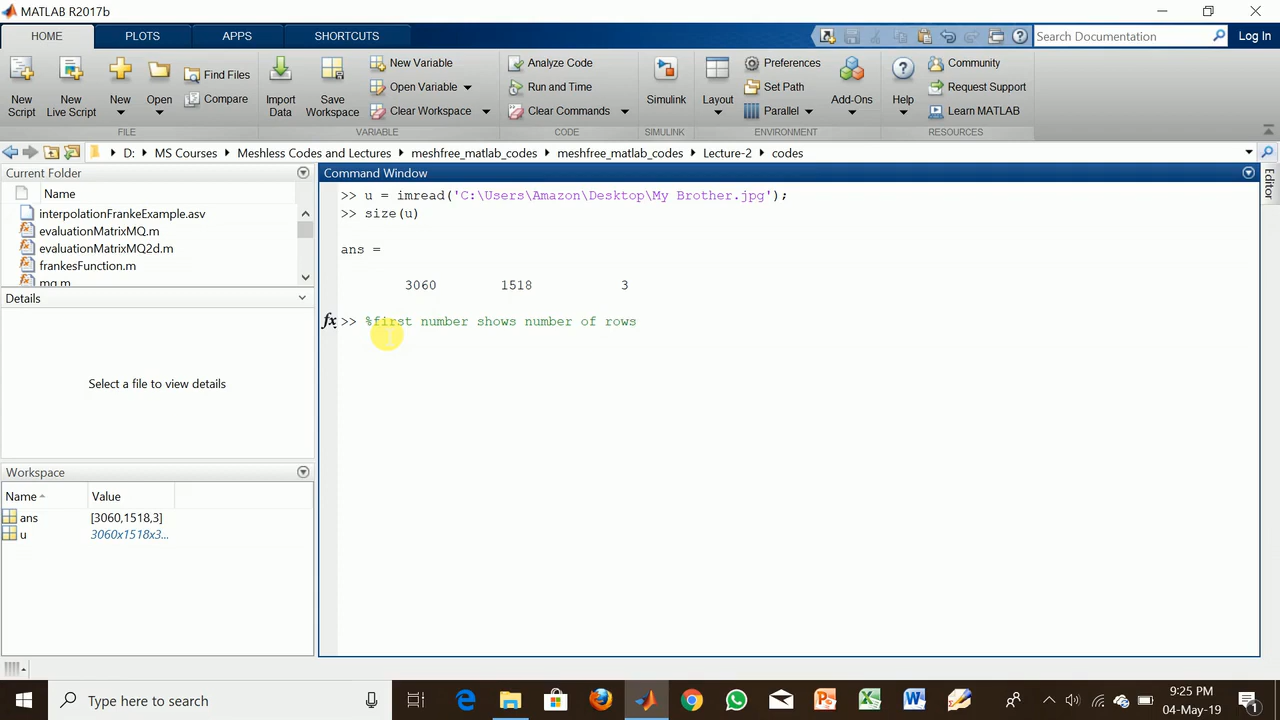 MATLAB R2017b
HOME PLOTS APPS SHORTCUTS Search Documentation Log In
New Script New Live Script New Open Find Files Compare Import Data Save Workspace New Variable Open Variable Clear Workspace Analyze Code Run and Time Clear Commands Simulink Layout Preferences Set Path Parallel Add-Ons Help Community Request Support Learn MATLAB
FILE VARIABLE CODE SIMULINK ENVIRONMENT RESOURCES
D: MS Courses Meshless Codes and Lectures meshfree_matlab_codes meshfree_matlab_codes Lecture-2 codes
Current Folder
Name
interpolationFrankeExample.asv
evaluationMatrixMQ.m
evaluationMatrixMQ2d.m
frankesFunction.m
mq.m
Details
Select a file to view details
Workspace
Name Value
ans [3060,1518,3]
u 3060x1518x3...
Command Window
>> u = imread('C:\Users\Amazon\Desktop\My Brother.jpg');
>> size(u)
ans =
3060 1518 3
fx >> %first number shows number of rows
Editor
Type here to search
9:25 PM
04-May-19
1